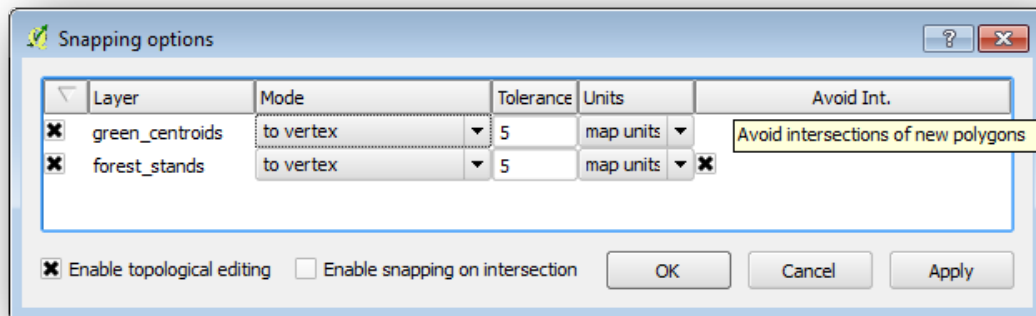 Snapping options
Layer Mode Tolerance Units Avoid Int.
green_centroids to vertex 5 map units Avoid intersections of new polygons
forest_stands to vertex 5 map units
Enable topological editing Enable snapping on intersection OK Cancel Apply